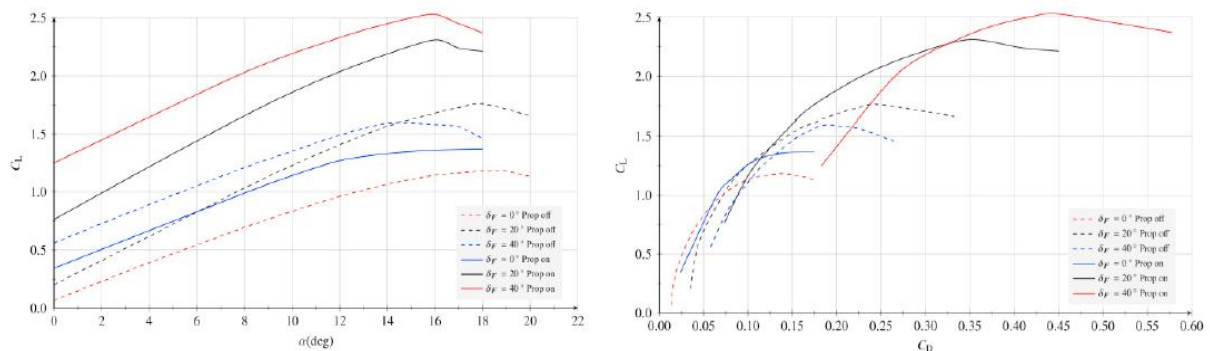 2.5
2.0
1.5
1.0
0.5
0.0
C_L
0 2 4 6 8 10 12 14 16 18 20 22
α(deg)
δ_F = 0° Prop off
δ_F = 20° Prop off
δ_F = 40° Prop off
δ_F = 0° Prop on
δ_F = 20° Prop on
δ_F = 40° Prop on
2.5
2.0
1.5
1.0
0.5
0.0
C_L
0.00 0.05 0.10 0.15 0.20 0.25 0.30 0.35 0.40 0.45 0.50 0.55 0.60
C_D
δ_F = 0° Prop off
δ_F = 20° Prop off
δ_F = 40° Prop off
δ_F = 0° Prop on
δ_F = 20° Prop on
δ_F = 40° Prop on